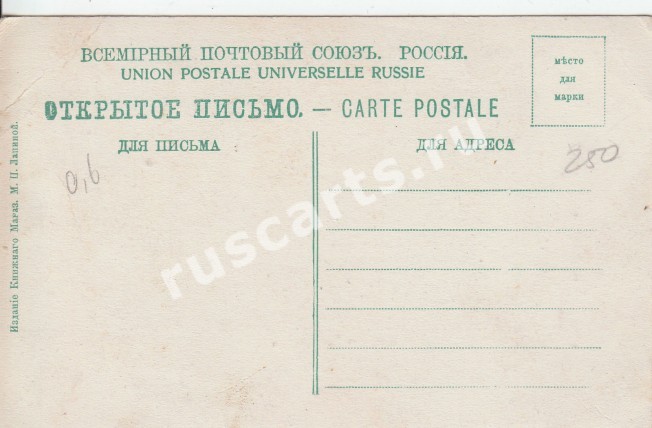 ВСЕМІРНЫЙ ПОЧТОВЫЙ СОЮЗЪ. РОССІЯ.
UNION POSTALE UNIVERSELLE RUSSIE
ОТКРЫТОЕ ПИСЬМО. — CARTE POSTALE
мѣсто
для
марки
ДЛЯ ПИСЬМА
ДЛЯ АДРЕСА
0,6
250
Изданіе Книжнаго Магаз. М. П. Лапиной.
ruscarts.ru